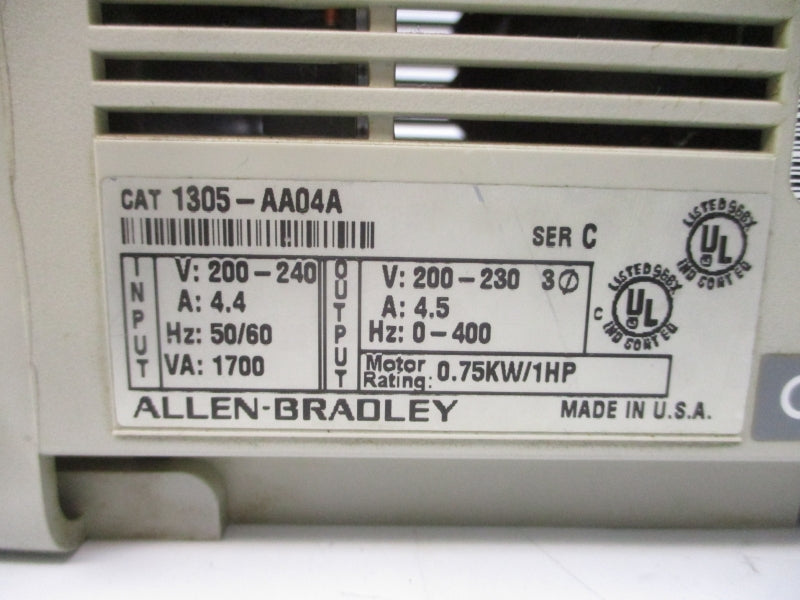 CAT 1305-AA04A
SER C
LISTED 966X
UL
IND CONT EQ
INPUT
V: 200-240
A: 4.4
Hz: 50/60
VA: 1700
OUTPUT
V: 200-230 3Ø
A: 4.5
Hz: 0-400
Motor Rating: 0.75KW/1HP
C
LISTED 966X
UL
IND CONT EQ
ALLEN-BRADLEY
MADE IN U.S.A.